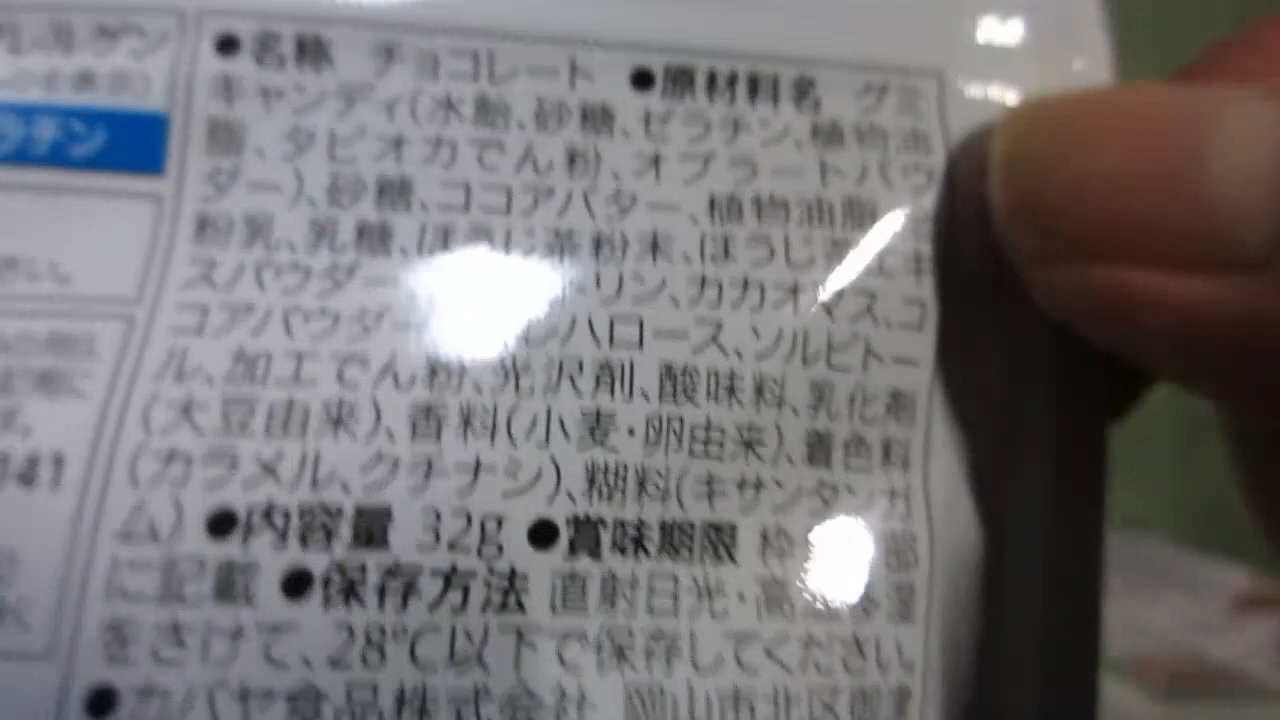 ラチン
●名称 チョコレート ●原材料名 グミ
キャンディ(水飴、砂糖、ゼラチン、植物油
脂、タピオカでん粉、オブラートパウ
ダー)、砂糖、ココアバター、植物油脂
粉乳、乳糖、ほうじ茶粉末、ほうじ エキ
スパウダー リン、カカオマス、コ
コアパウダー レハロース、ソルビトー
ル、加工でん粉、光沢剤、酸味料、乳化剤
(大豆由来)、香料(小麦・卵由来)、着色料
(カラメル、クチナシ)、糊料(キサンタンガ
ム) ●内容量 32g ●賞味期限 枠 部
に記載 ●保存方法 直射日光・高
をさけて、28℃以下で保存してください。
●カバヤ食品株式会社 岡山市北区御